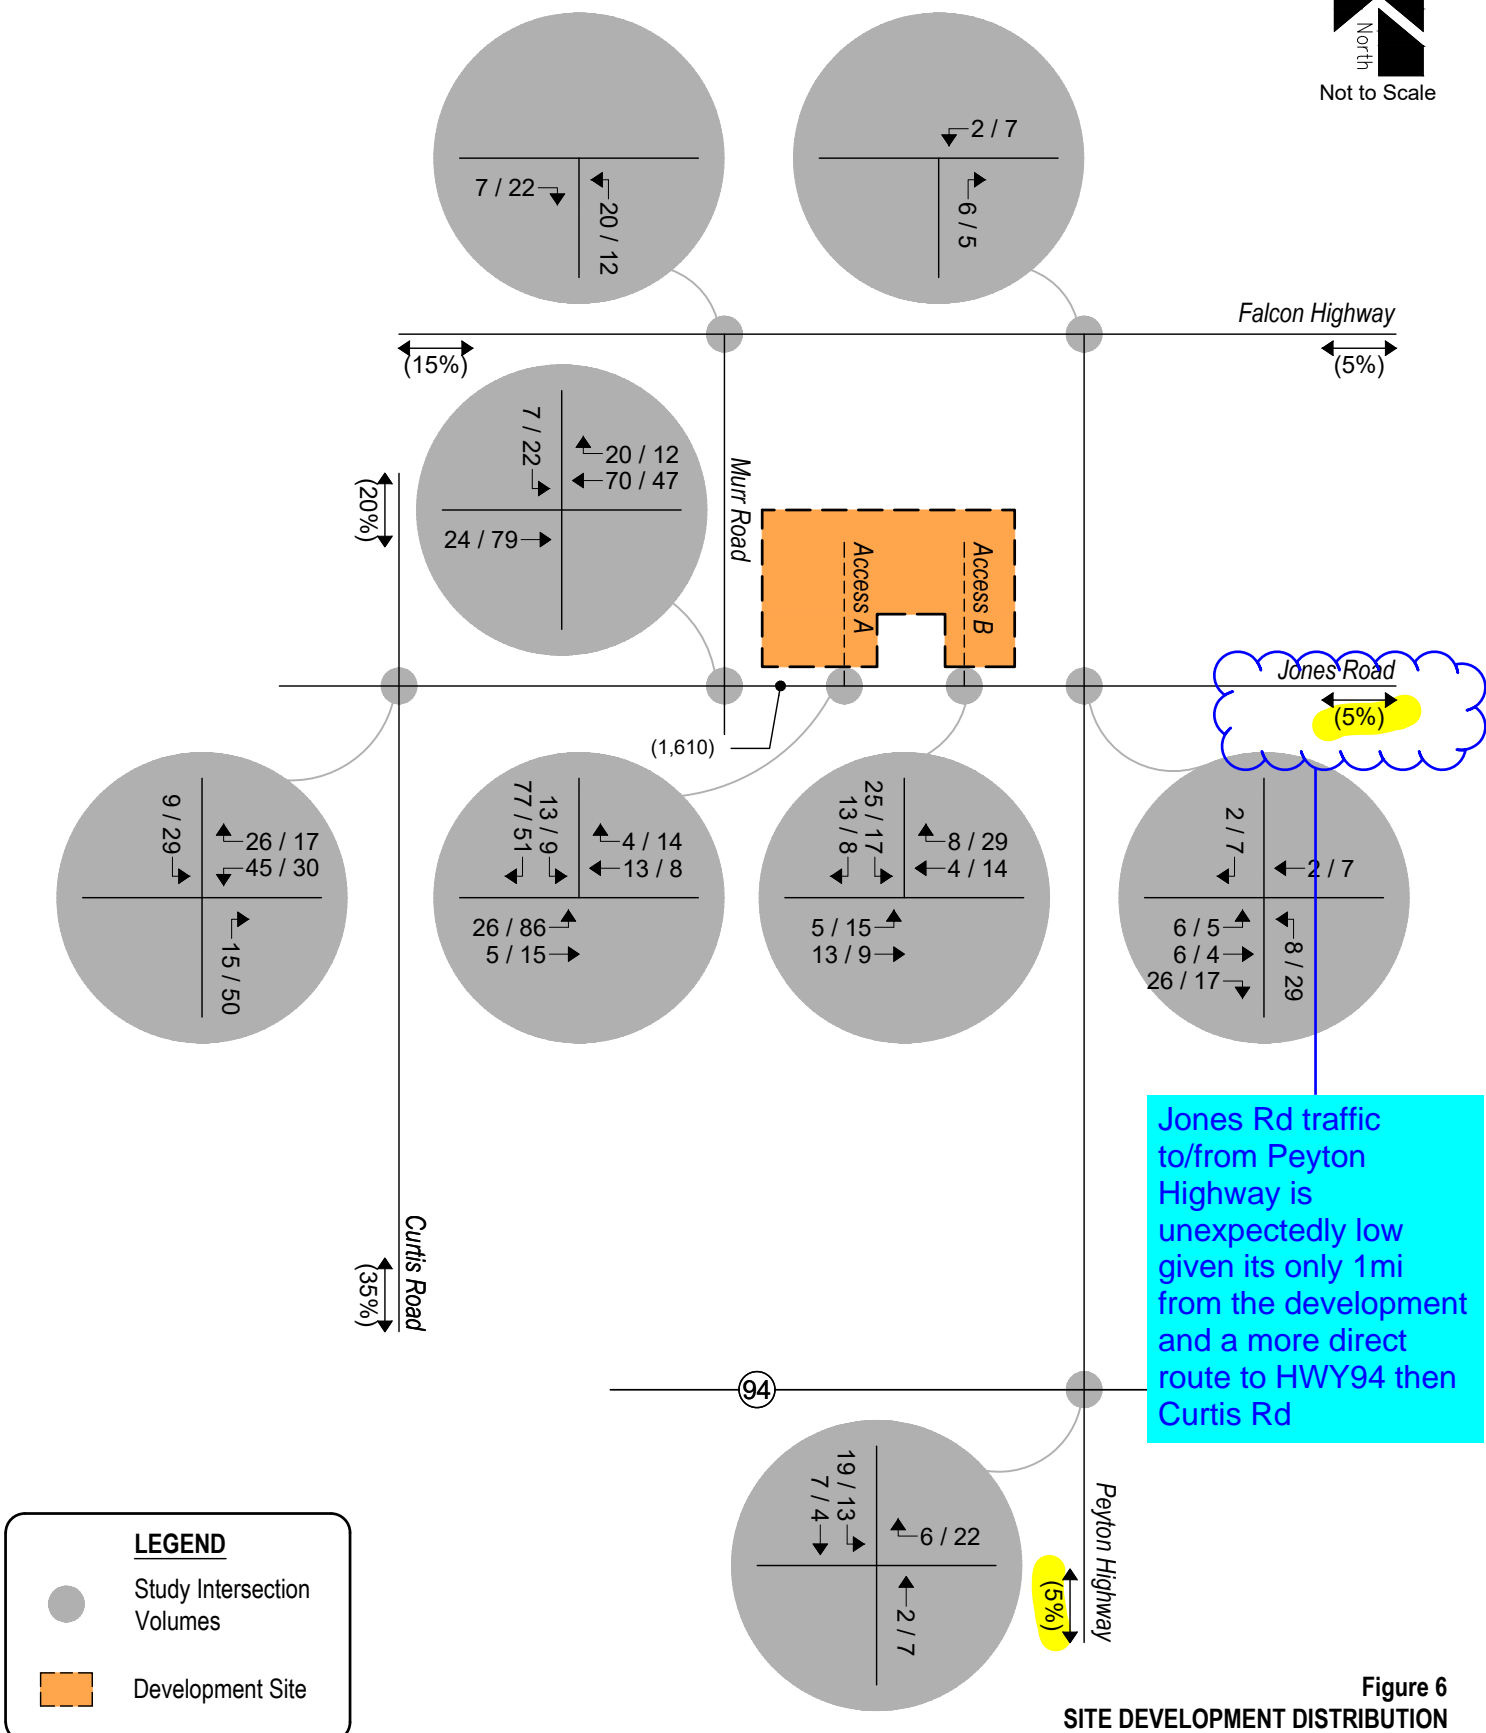 North
Not to Scale
2 / 7
6 / 5
7 / 22
20 / 12
Falcon Highway
(15%)
(5%)
7 / 22
20 / 12
70 / 47
24 / 79
(20%)
Murr Road
Access A
Access B
Jones Road
(5%)
(1,610)
9 / 29
26 / 17
45 / 30
15 / 50
77 / 51
13 / 9
4 / 14
13 / 8
26 / 86
5 / 15
13 / 8
25 / 17
8 / 29
4 / 14
5 / 15
13 / 9
2 / 7
2 / 7
6 / 5
6 / 4
26 / 17
8 / 29
Jones Rd traffic
to/from Peyton
Highway is
unexpectedly low
given its only 1mi
from the development
and a more direct
route to HWY94 then
Curtis Rd
Curtis Road
(35%)
94
19 / 13
7 / 4
6 / 22
2 / 7
Peyton Highway
(5%)
LEGEND
Study Intersection
Volumes
Development Site
Figure 6
SITE DEVELOPMENT DISTRIBUTION